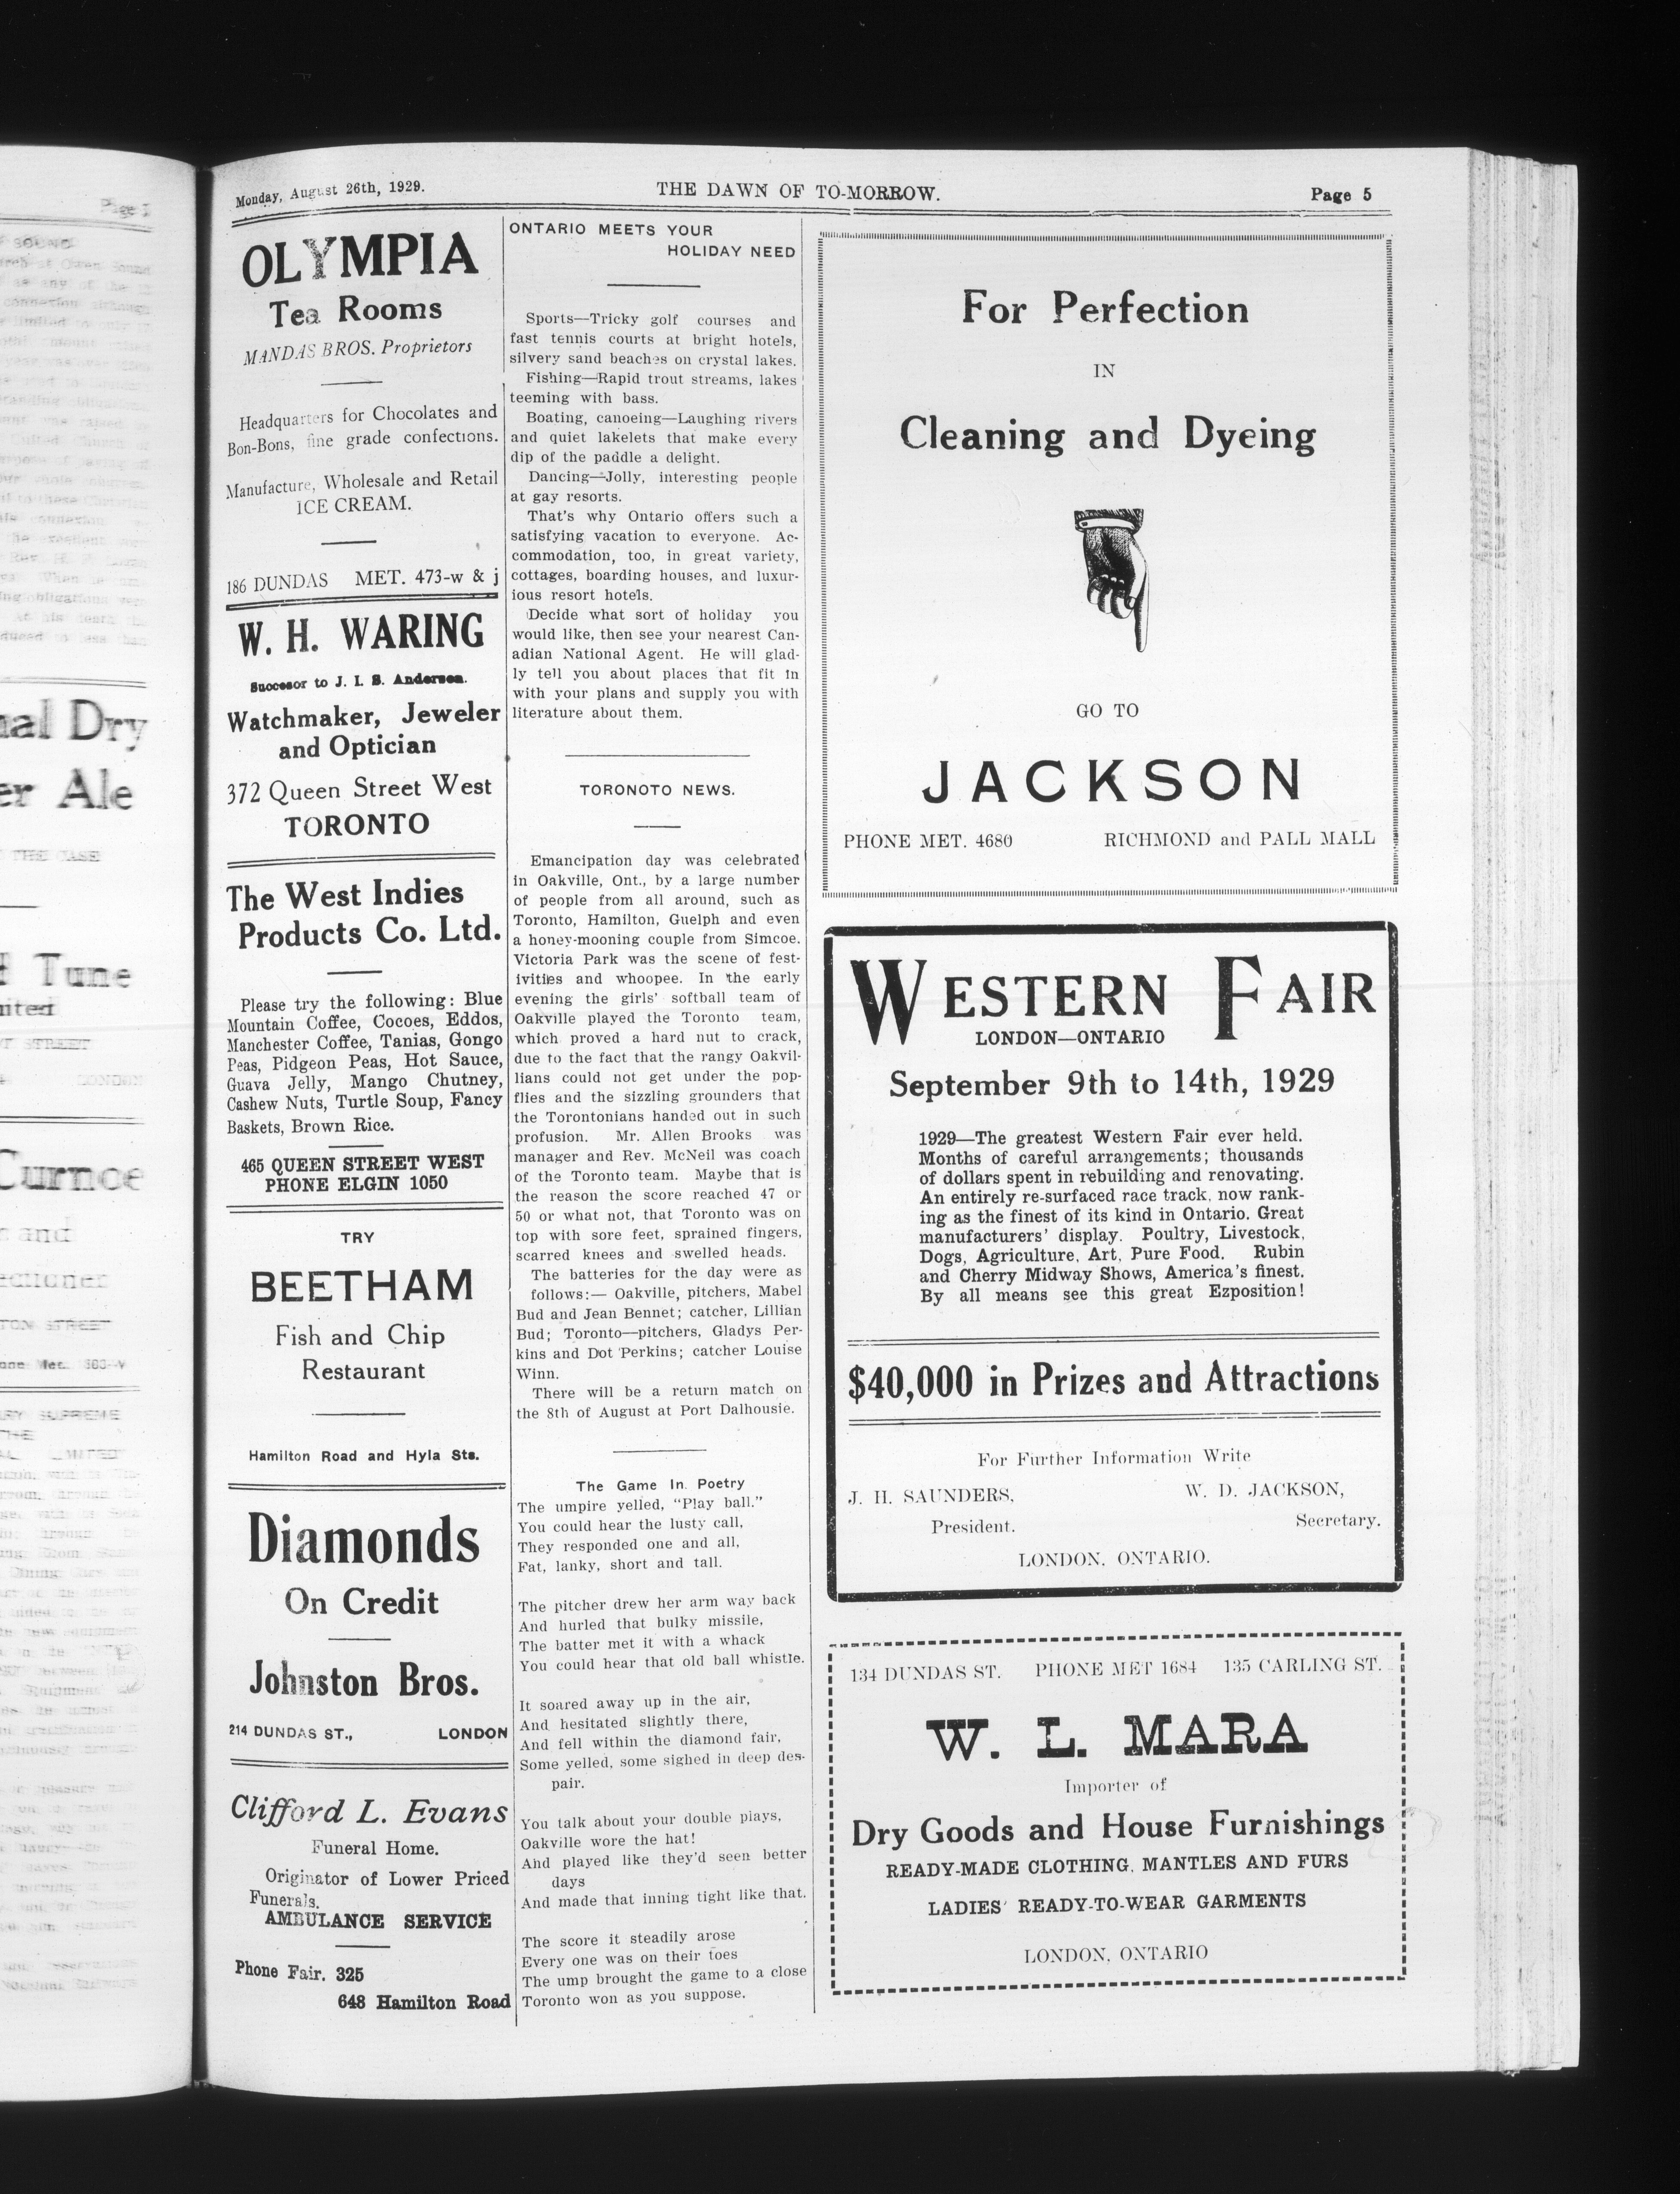 Monday, August 26th, 1929.
THE DAWN OF TO-MORROW.
Page 5
OLYMPIA
Tea Rooms
MANDAS BROS. Proprietors
Headquarters for Chocolates and
Bon-Bons, fine grade confections.
Manufacture, Wholesale and Retail
ICE CREAM.
186 DUNDAS MET. 473-w & j
W. H. WARING
Succesor to J. I. S. Andersen.
Watchmaker, Jeweler
and Optician
372 Queen Street West
TORONTO
The West Indies
Products Co. Ltd.
Please try the following: Blue
Mountain Coffee, Cocoes, Eddos,
Manchester Coffee, Tanias, Gongo
Peas, Pidgeon Peas, Hot Sauce,
Guava Jelly, Mango Chutney,
Cashew Nuts, Turtle Soup, Fancy
Baskets, Brown Rice.
465 QUEEN STREET WEST
PHONE ELGIN 1050
TRY
BEETHAM
Fish and Chip
Restaurant
Hamilton Road and Hyla Sts.
Diamonds
On Credit
Johnston Bros.
214 DUNDAS ST., LONDON
Clifford L. Evans
Funeral Home.
Originator of Lower Priced
Funerals.
AMBULANCE SERVICE
Phone Fair. 325
648 Hamilton Road
ONTARIO MEETS YOUR
HOLIDAY NEED
Sports—Tricky golf courses and
fast tennis courts at bright hotels,
silvery sand beaches on crystal lakes.
Fishing—Rapid trout streams, lakes
teeming with bass.
Boating, canoeing—Laughing rivers
and quiet lakelets that make every
dip of the paddle a delight.
Dancing—Jolly, interesting people
at gay resorts.
That's why Ontario offers such a
satisfying vacation to everyone. Ac-
commodation, too, in great variety,
cottages, boarding houses, and luxur-
ious resort hotels.
Decide what sort of holiday you
would like, then see your nearest Can-
adian National Agent. He will glad-
ly tell you about places that fit in
with your plans and supply you with
literature about them.
TORONOTO NEWS.
Emancipation day was celebrated
in Oakville, Ont., by a large number
of people from all around, such as
Toronto, Hamilton, Guelph and even
a honey-mooning couple from Simcoe.
Victoria Park was the scene of fest-
ivities and whoopee. In the early
evening the girls' softball team of
Oakville played the Toronto team,
which proved a hard nut to crack,
due to the fact that the rangy Oakvil-
lians could not get under the pop-
flies and the sizzling grounders that
the Torontonians handed out in such
profusion. Mr. Allen Brooks was
manager and Rev. McNeil was coach
of the Toronto team. Maybe that is
the reason the score reached 47 or
50 or what not, that Toronto was on
top with sore feet, sprained fingers,
scarred knees and swelled heads.
The batteries for the day were as
follows:— Oakville, pitchers, Mabel
Bud and Jean Bennet; catcher, Lillian
Bud; Toronto—pitchers, Gladys Per-
kins and Dot Perkins; catcher Louise
Winn.
There will be a return match on
the 8th of August at Port Dalhousie.
The Game In Poetry
The umpire yelled, "Play ball."
You could hear the lusty call,
They responded one and all,
Fat, lanky, short and tall.
The pitcher drew her arm way back
And hurled that bulky missile,
The batter met it with a whack
You could hear that old ball whistle.
It soared away up in the air,
And hesitated slightly there,
And fell within the diamond fair,
Some yelled, some sighed in deep des-
pair.
You talk about your double plays,
Oakville wore the hat!
And played like they'd seen better
days
And made that inning tight like that.
The score it steadily arose
Every one was on their toes
The ump brought the game to a close
Toronto won as you suppose.
For Perfection
IN
Cleaning and Dyeing
GO TO
JACKSON
PHONE MET. 4680 RICHMOND and PALL MALL
WESTERN FAIR
LONDON—ONTARIO
September 9th to 14th, 1929
1929—The greatest Western Fair ever held.
Months of careful arrangements; thousands
of dollars spent in rebuilding and renovating.
An entirely re-surfaced race track, now rank-
ing as the finest of its kind in Ontario. Great
manufacturers' display. Poultry, Livestock,
Dogs, Agriculture, Art, Pure Food. Rubin
and Cherry Midway Shows, America's finest.
By all means see this great Ezposition!
$40,000 in Prizes and Attractions
For Further Information Write
J. H. SAUNDERS, W. D. JACKSON,
President. Secretary.
LONDON, ONTARIO.
134 DUNDAS ST. PHONE MET 1684 135 CARLING ST.
W. L. MARA
Importer of
Dry Goods and House Furnishings
READY-MADE CLOTHING, MANTLES AND FURS
LADIES' READY-TO-WEAR GARMENTS
LONDON, ONTARIO